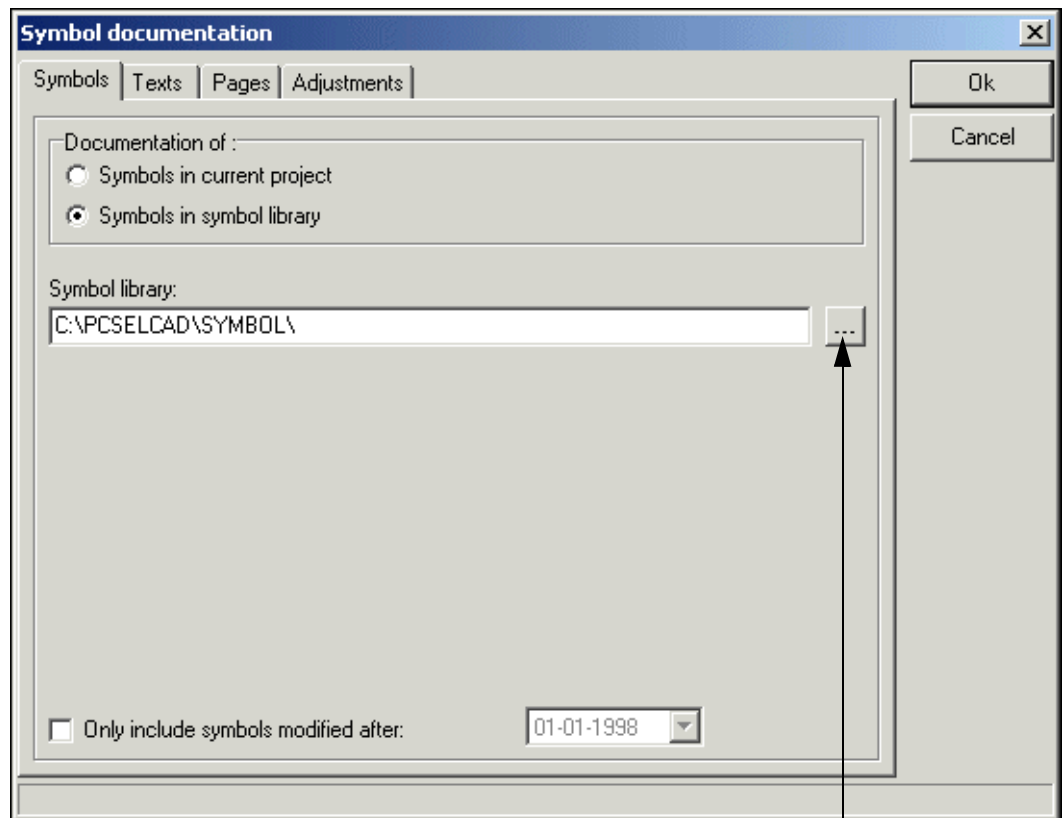 Symbol documentation
Symbols Texts Pages Adjustments
Ok
Cancel
Documentation of :
Symbols in current project
Symbols in symbol library
Symbol library:
C:\PCSELCAD\SYMBOL\
...
Only include symbols modified after: 01-01-1998